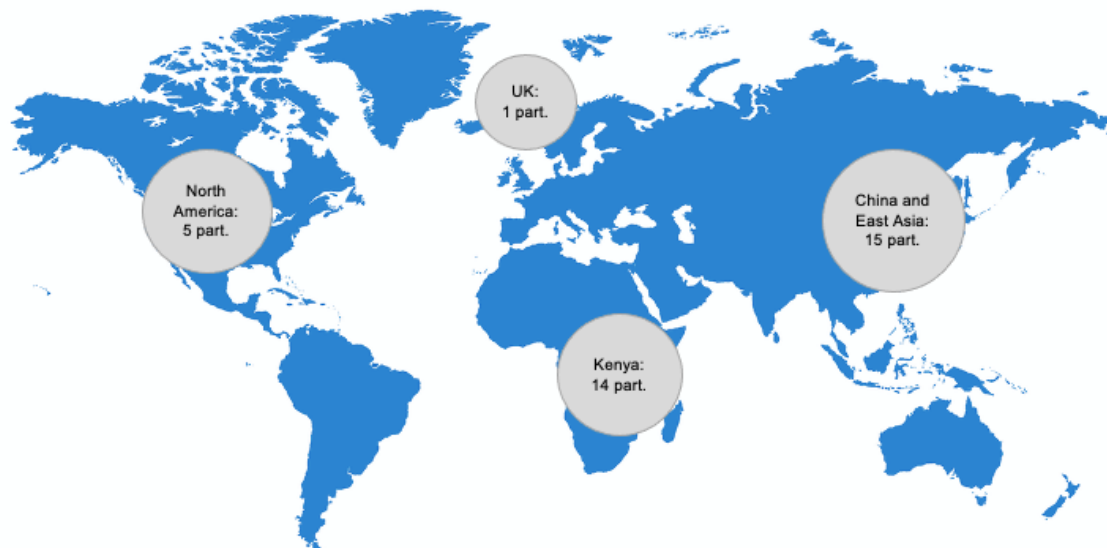 UK:
1 part.
North
America:
5 part.
China and
East Asia:
15 part.
Kenya:
14 part.